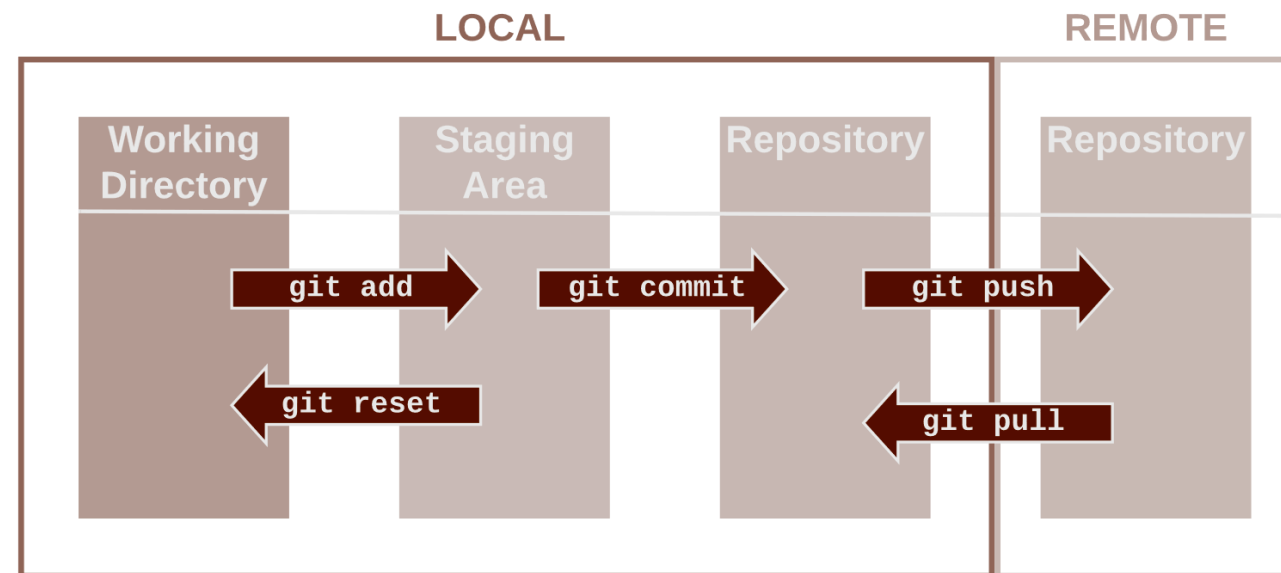 LOCAL
REMOTE
Working
Directory
Staging
Area
Repository
Repository
git add
git commit
git push
git reset
git pull